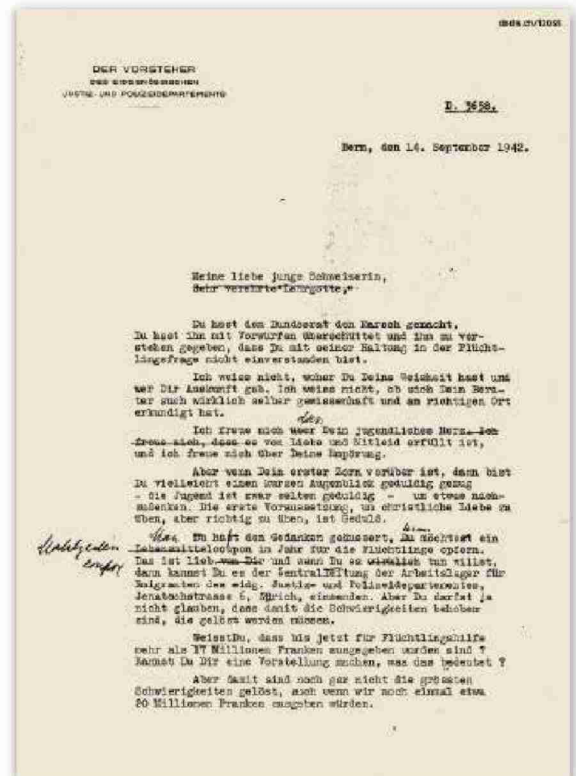 dodis.ch/12055
DER VORSTEHER
DES EIDGENÖSSISCHEN
JUSTIZ- UND POLIZEIDEPARTEMENTS
D. 3658.
Bern, den 14. September 1942.
Meine liebe junge Schweizerin,
Sehr verehrte "Lehrgotte,"
Du hast dem Bundesrat den Marsch gemacht,
Du hast ihn mit Vorwürfen überschüttet und ihm zu ver-
stehen gegeben, dass Du mit seiner Haltung in der Flücht-
lingsfrage nicht einverstanden bist.
Ich weiss nicht, woher Du Deine Weisheit hast und
wer Dir Auskunft gab. Ich weiss nicht, ob sich Dein Bera-
ter auch wirklich selber gewissenhaft und am richtigen Ort
erkundigt hat.
Ich freue mich über Dein jugendliches Herz. Ich
freue mich, dass es von Liebe und Mitleid erfüllt ist,
und ich freue mich über Deine Empörung.
Aber wenn Dein erster Zorn vorüber ist, dann bist
Du vielleicht einen kurzen Augenblick geduldig genug
- die Jugend ist zwar selten geduldig - um etwas nach-
zudenken. Die erste Voraussetzung, um christliche Liebe zu
üben, aber richtig zu üben, ist Geduld.
Du hast den Gedanken geäussert, Du möchtest ein
Mahlzeiten
Lebensmittelcoupon im Jahr für die Flüchtlinge opfern.
Das ist lieb von Dir und wenn Du es wirklich tun willst,
dann kannst Du es der Zentralleitung der Arbeitslager für
Emigranten des eidg. Justiz- und Polizeidepartementes,
Jenatschstrasse 6, Zürich, einsenden. Aber Du darfst ja
nicht glauben, dass damit die Schwierigkeiten behoben
sind, die gelöst werden müssen.
WeisstDu, dass bis jetzt für Flüchtlingshilfe
mehr als 17 Millionen Franken ausgegeben worden sind ?
Kannst Du Dir eine Vorstellung machen, was das bedeutet ?
Aber damit sind noch gar nicht die grössten
Schwierigkeiten gelöst, auch wenn wir noch einmal etwa
20 Millionen Franken ausgeben würden.